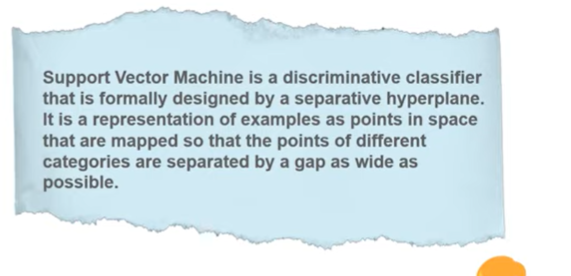 Support Vector Machine is a discriminative classifier
that is formally designed by a separative hyperplane.
It is a representation of examples as points in space
that are mapped so that the points of different
categories are separated by a gap as wide as
possible.